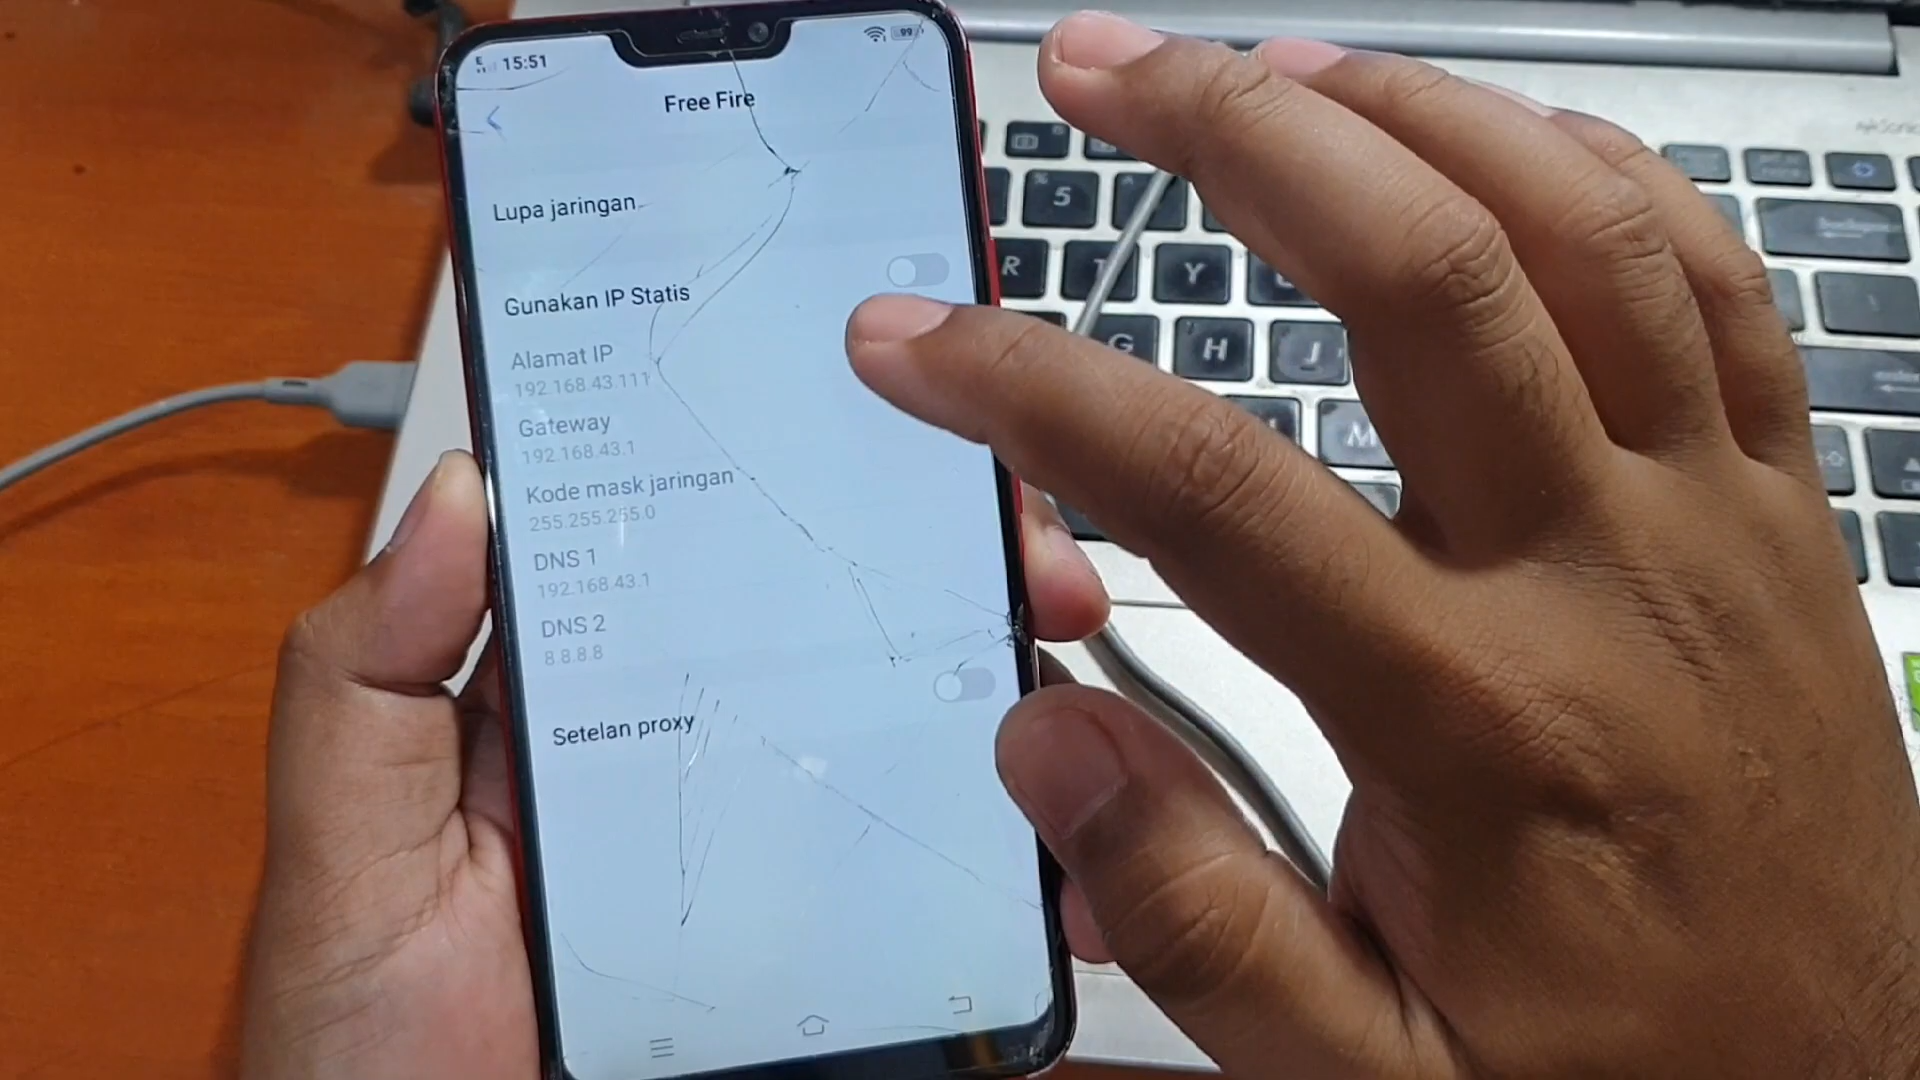 15:51
99
Free Fire
Lupa jaringan
Gunakan IP Statis
Alamat IP
192.168.43.111
Gateway
192.168.43.1
Kode mask jaringan
255.255.255.0
DNS 1
192.168.43.1
DNS 2
8.8.8.8
Setelan proxy
%
5
R
T
Y
G
H
J
M